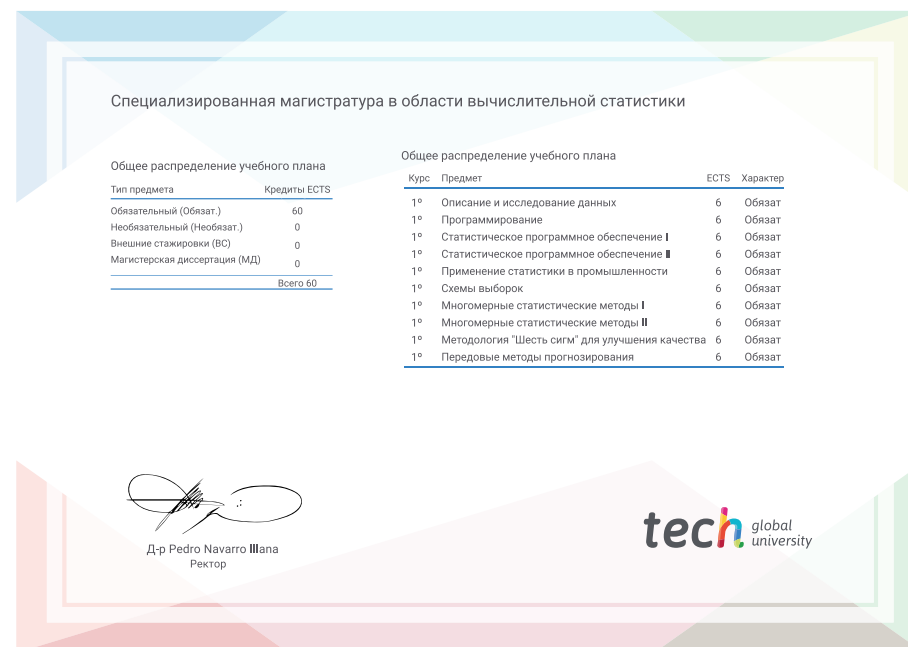 Специализированная магистратура в области вычислительной статистики
Общее распределение учебного плана
Тип предмета Кредиты ECTS
Обязательный (Обязат.) 60
Необязательный (Необязат.) 0
Внешние стажировки (ВС) 0
Магистерская диссертация (МД) 0
Всего 60
Общее распределение учебного плана
Курс Предмет ECTS Характер
1º Описание и исследование данных 6 Обязат
1º Программирование 6 Обязат
1º Статистическое программное обеспечение I 6 Обязат
1º Статистическое программное обеспечение II 6 Обязат
1º Применение статистики в промышленности 6 Обязат
1º Схемы выборок 6 Обязат
1º Многомерные статистические методы I 6 Обязат
1º Многомерные статистические методы II 6 Обязат
1º Методология "Шесть сигм" для улучшения качества 6 Обязат
1º Передовые методы прогнозирования 6 Обязат
Д-р Pedro Navarro Illana
Ректор
tech global
university